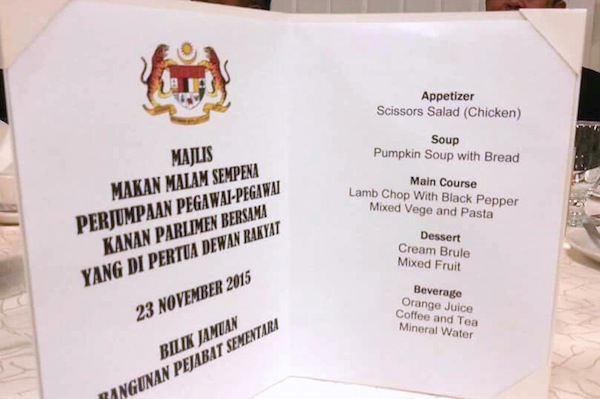 MAJLIS
MAKAN MALAM SEMPENA
PERJUMPAAN PEGAWAI-PEGAWAI
KANAN PARLIMEN BERSAMA
YANG DI PERTUA DEWAN RAKYAT
23 NOVEMBER 2015
BILIK JAMUAN
BANGUNAN PEJABAT SEMENTARA
Appetizer
Scissors Salad (Chicken)
Soup
Pumpkin Soup with Bread
Main Course
Lamb Chop With Black Pepper
Mixed Vege and Pasta
Dessert
Cream Brule
Mixed Fruit
Beverage
Orange Juice
Coffee and Tea
Mineral Water